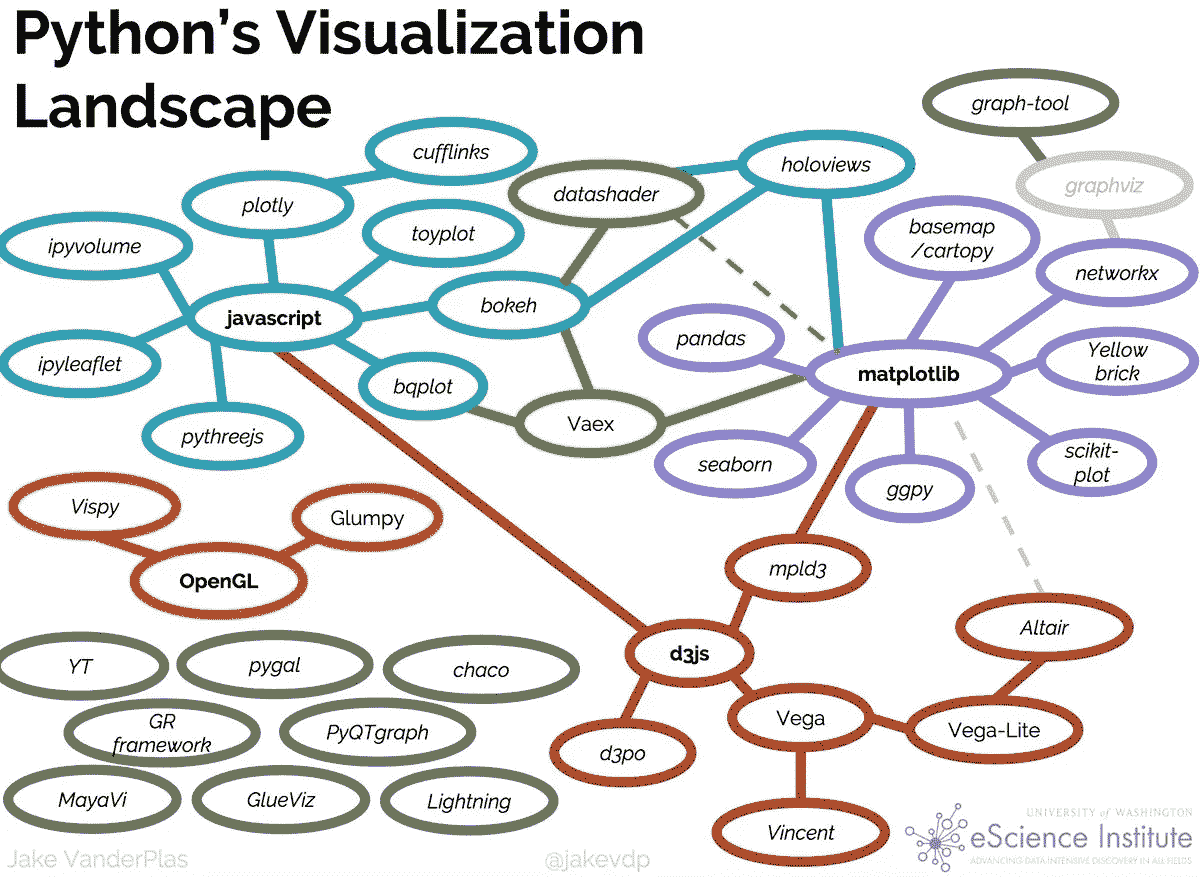 Python's Visualization
Landscape
graph-tool
cufflinks
holoviews
datashader
graphviz
plotly
basemap
/cartopy
toyplot
ipyvolume
networkx
bokeh
javascript
pandas
Yellow
brick
ipyleaflet
matplotlib
bqplot
Vaex
pythreejs
seaborn
scikit-
plot
ggpy
Vispy
Glumpy
mpld3
OpenGL
Altair
d3js
YT
pygal
chaco
GR
framework
PyQTgraph
Vega
Vega-Lite
d3po
MayaVi
GlueViz
Lightning
Vincent
UNIVERSITY of WASHINGTON
eScience Institute
ADVANCING DATA-INTENSIVE DISCOVERY IN ALL FIELDS
Jake VanderPlas
@jakevdp